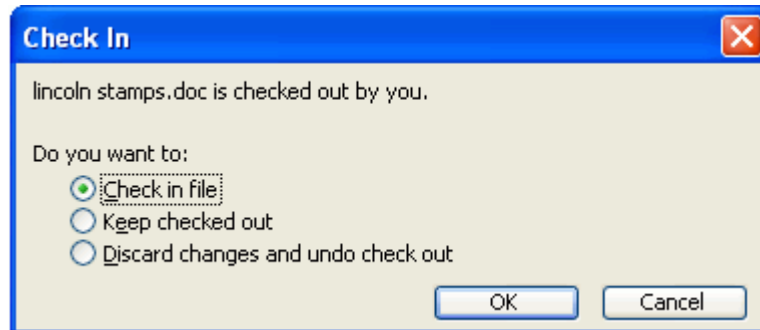 Check In
lincoln stamps.doc is checked out by you.
Do you want to:
Check in file
Keep checked out
Discard changes and undo check out
OK Cancel